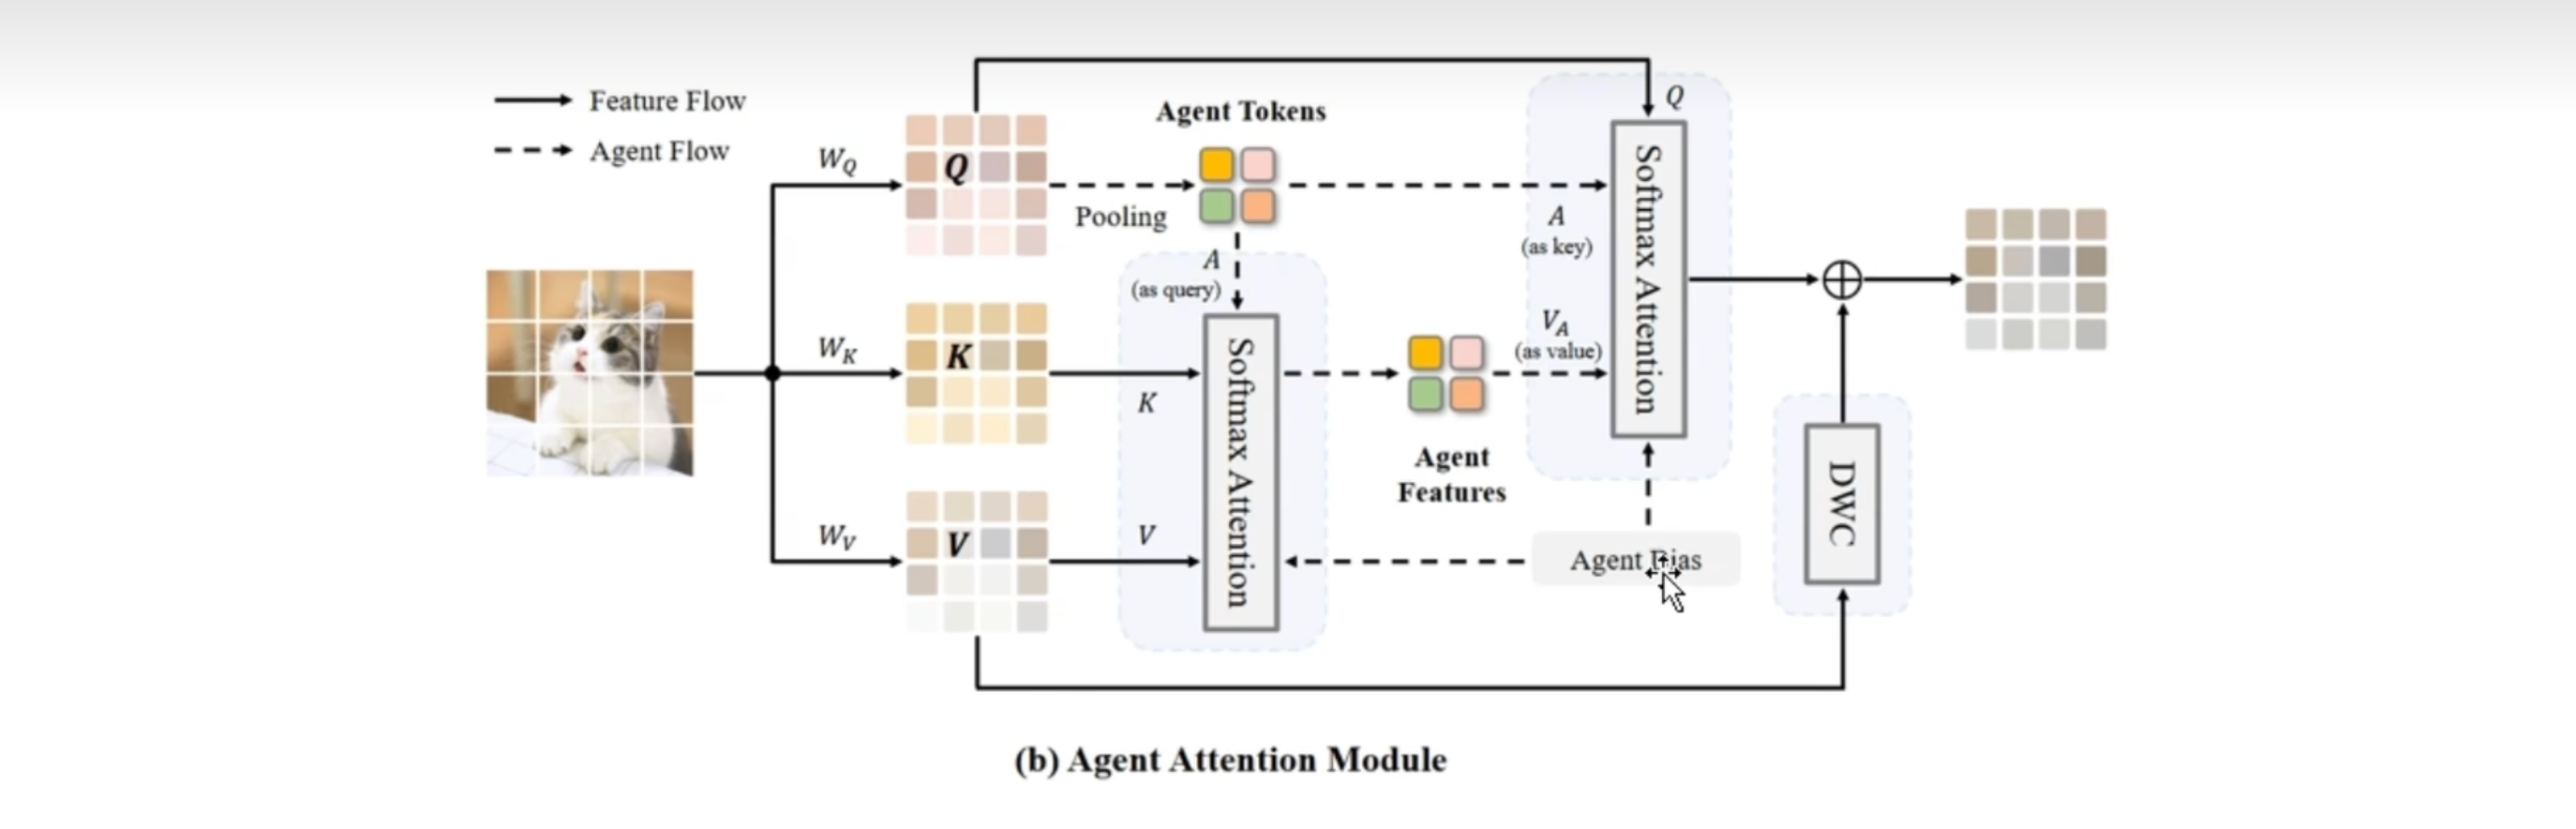 Feature Flow
Agent Flow
W_Q
Q
Pooling
Agent Tokens
A
(as query)
A
(as key)
Q
Softmax Attention
W_K
K
K
Softmax Attention
V_A
(as value)
Agent
Features
W_V
V
V
Agent Bias
DWC
(b) Agent Attention Module